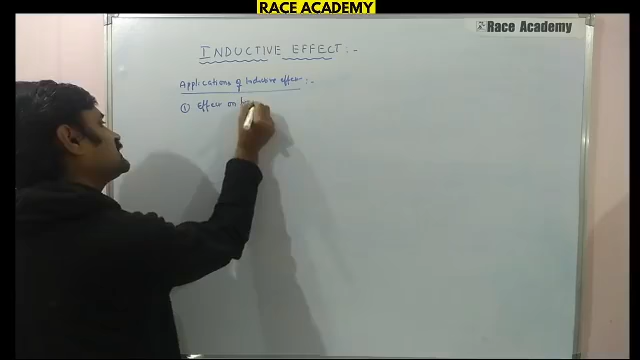 RACE ACADEMY
Race Academy
INDUCTIVE EFFECT:-
Applications of Inductive effect:-
① Effect on